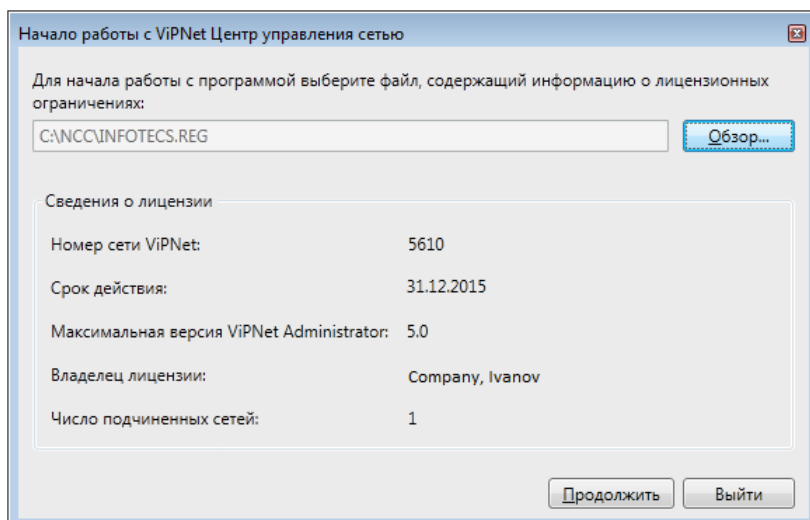 Начало работы с ViPNet Центр управления сетью
Для начала работы с программой выберите файл, содержащий информацию о лицензионных
ограничениях:
C:\NCC\INFOTECS.REG
Обзор...
Сведения о лицензии
Номер сети ViPNet: 5610
Срок действия: 31.12.2015
Максимальная версия ViPNet Administrator: 5.0
Владелец лицензии: Company, Ivanov
Число подчиненных сетей: 1
Продолжить Выйти